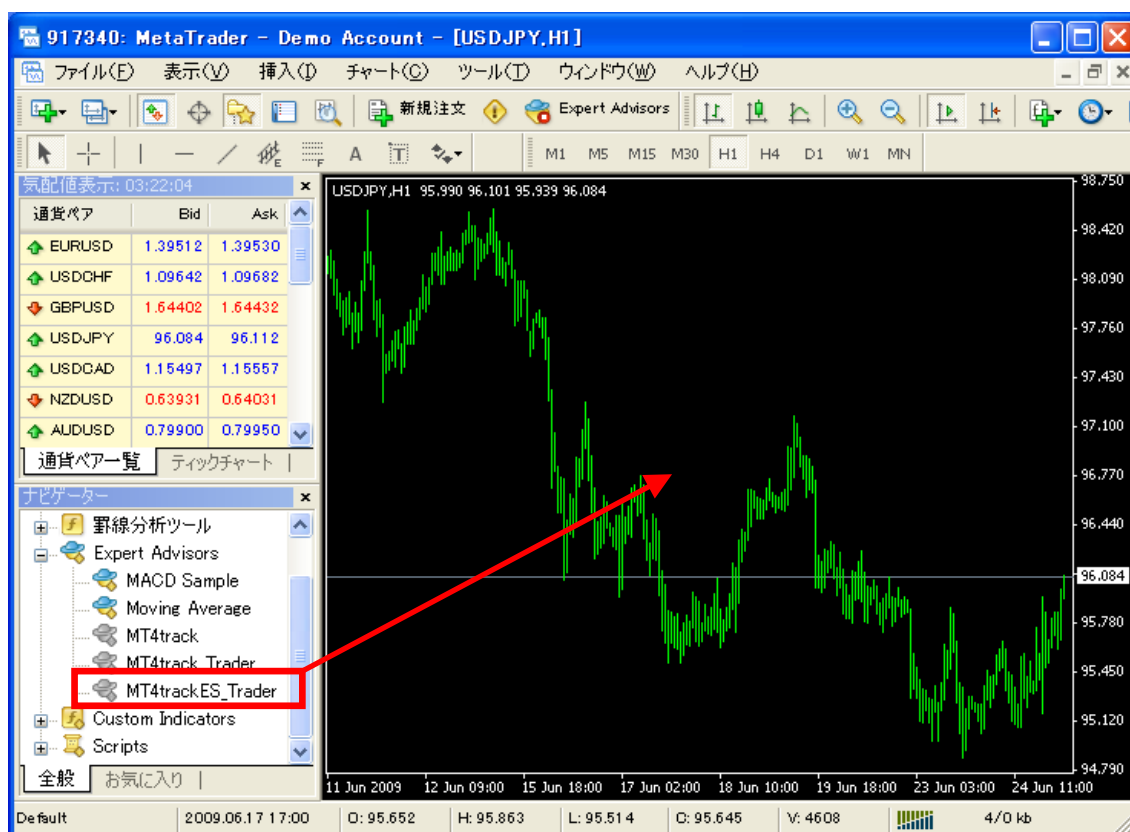 917340: MetaTrader - Demo Account - [USDJPY,H1]
ファイル(F) 表示(V) 挿入(I) チャート(C) ツール(T) ウィンドウ(W) ヘルプ(H)
新規注文 Expert Advisors
A T M1 M5 M15 M30 H1 H4 D1 W1 MN
気配値表示: 03:22:04
通貨ペア Bid Ask
EURUSD 1.39512 1.39530
USDCHF 1.09642 1.09682
GBPUSD 1.64402 1.64432
USDJPY 96.084 96.112
USDCAD 1.15497 1.15557
NZDUSD 0.63931 0.64031
AUDUSD 0.79900 0.79950
通貨ペア一覧 ティックチャート
ナビゲーター
罫線分析ツール
Expert Advisors
MACD Sample
Moving Average
MT4track
MT4track_Trader
MT4trackES_Trader
Custom Indicators
Scripts
全般 お気に入り
USDJPY,H1 95.990 96.101 95.939 96.084
98.750
98.420
98.090
97.760
97.430
97.100
96.770
96.440
96.084
95.780
95.450
95.120
94.790
11 Jun 2009 12 Jun 09:00 15 Jun 18:00 17 Jun 02:00 18 Jun 10:00 19 Jun 18:00 23 Jun 03:00 24 Jun 11:00
Default 2009.06.17 17:00 O: 95.652 H: 95.863 L: 95.514 C: 95.645 V: 4608 4/0 kb